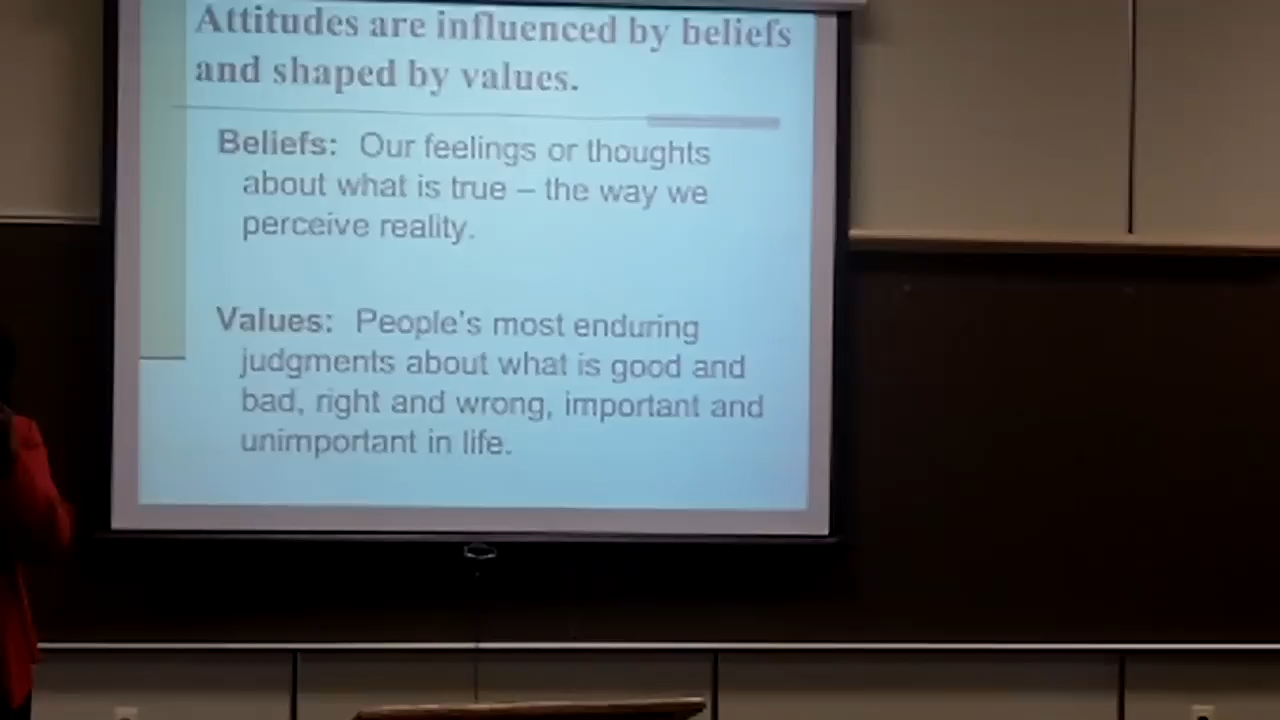 Attitudes are influenced by beliefs
and shaped by values.
Beliefs: Our feelings or thoughts
about what is true – the way we
perceive reality.
Values: People's most enduring
judgments about what is good and
bad, right and wrong, important and
unimportant in life.